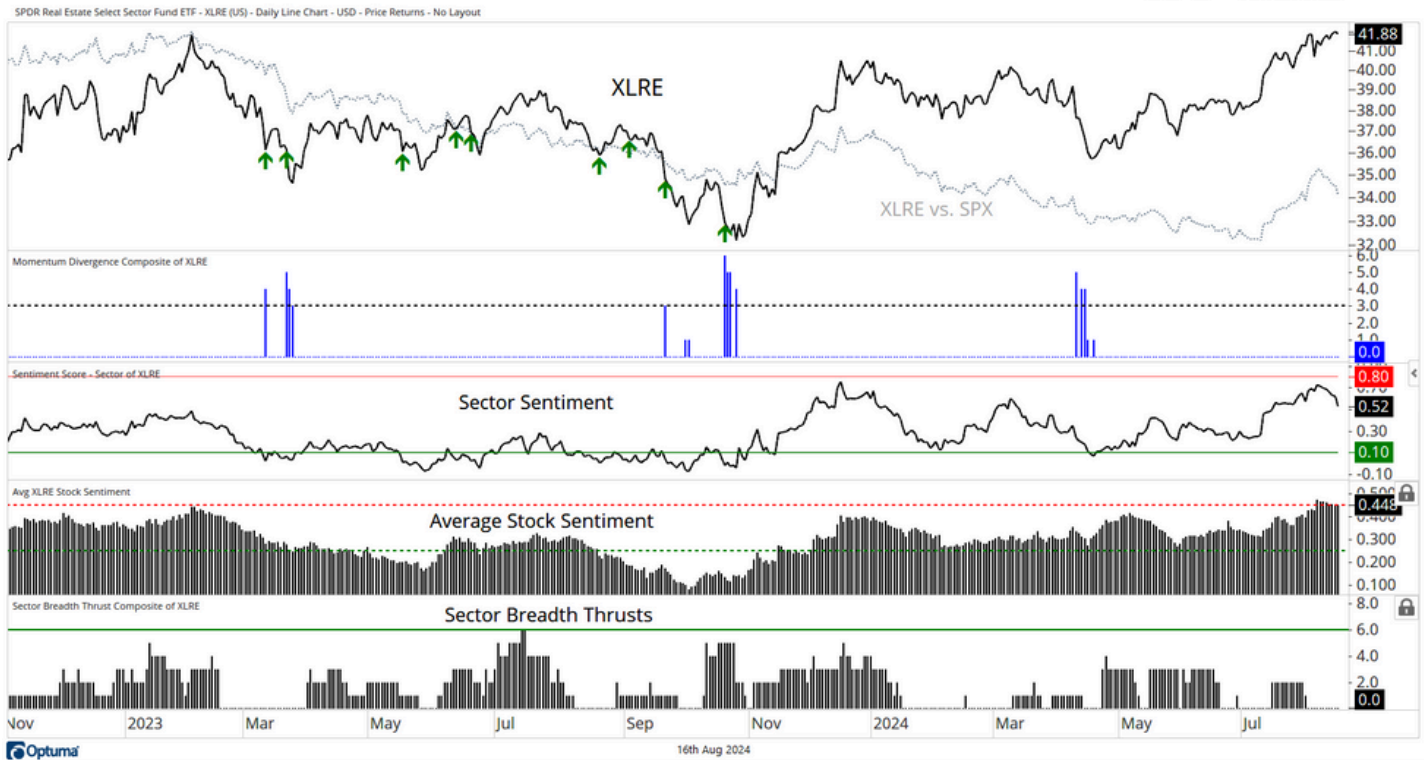 SPDR Real Estate Select Sector Fund ETF - XLRE (US) - Daily Line Chart - USD - Price Returns - No Layout
XLRE
XLRE vs. SPX
41.88
41.00
40.00
39.00
38.00
37.00
36.00
35.00
34.00
33.00
32.00
Momentum Divergence Composite of XLRE
6.0
5.0
4.0
3.0
2.0
0.0
Sentiment Score - Sector of XLRE
Sector Sentiment
0.80
0.52
0.30
0.10
-0.10
Avg XLRE Stock Sentiment
Average Stock Sentiment
0.448
0.300
0.200
0.100
Sector Breadth Thrust Composite of XLRE
Sector Breadth Thrusts
8.0
6.0
4.0
2.0
0.0
Nov 2023 Mar May Jul Sep Nov 2024 Mar May Jul
Optuma
16th Aug 2024